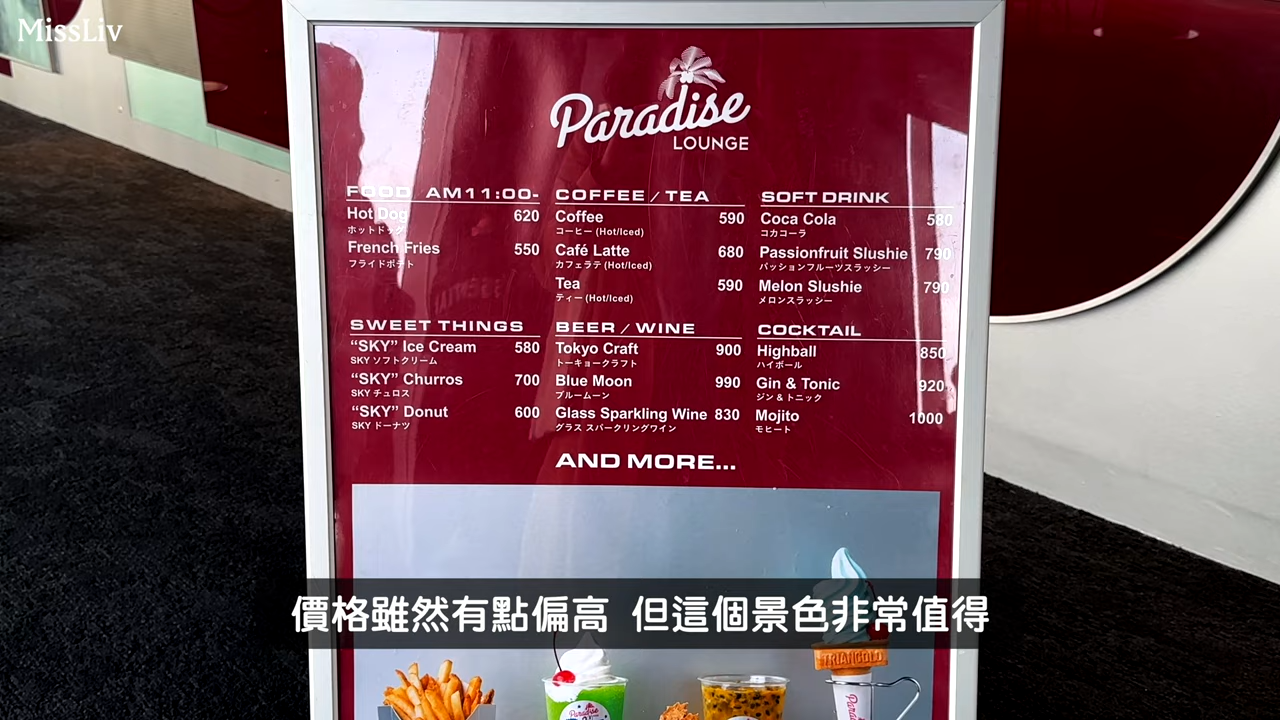 MissLiv
Paradise
LOUNGE
FOOD AM11:00-
Hot Dog 620
ホットドッグ
French Fries 550
フライドポテト
COFFEE / TEA
Coffee 590
コーヒー (Hot/Iced)
Café Latte 680
カフェラテ (Hot/Iced)
Tea 590
ティー (Hot/Iced)
SOFT DRINK
Coca Cola 580
コカコーラ
Passionfruit Slushie 790
パッションフルーツスラッシー
Melon Slushie 790
メロンスラッシー
SWEET THINGS
“SKY” Ice Cream 580
SKY ソフトクリーム
“SKY” Churros 700
SKY チュロス
“SKY” Donut 600
SKY ドーナツ
BEER / WINE
Tokyo Craft 900
トーキョークラフト
Blue Moon 990
ブルームーン
Glass Sparkling Wine 830
グラス スパークリングワイン
COCKTAIL
Highball 850
ハイボール
Gin & Tonic 920
ジン & トニック
Mojito 1000
モヒート
AND MORE...
價格雖然有點偏高 但這個景色非常值得
TRIANGOLO
Paradise
Paradise